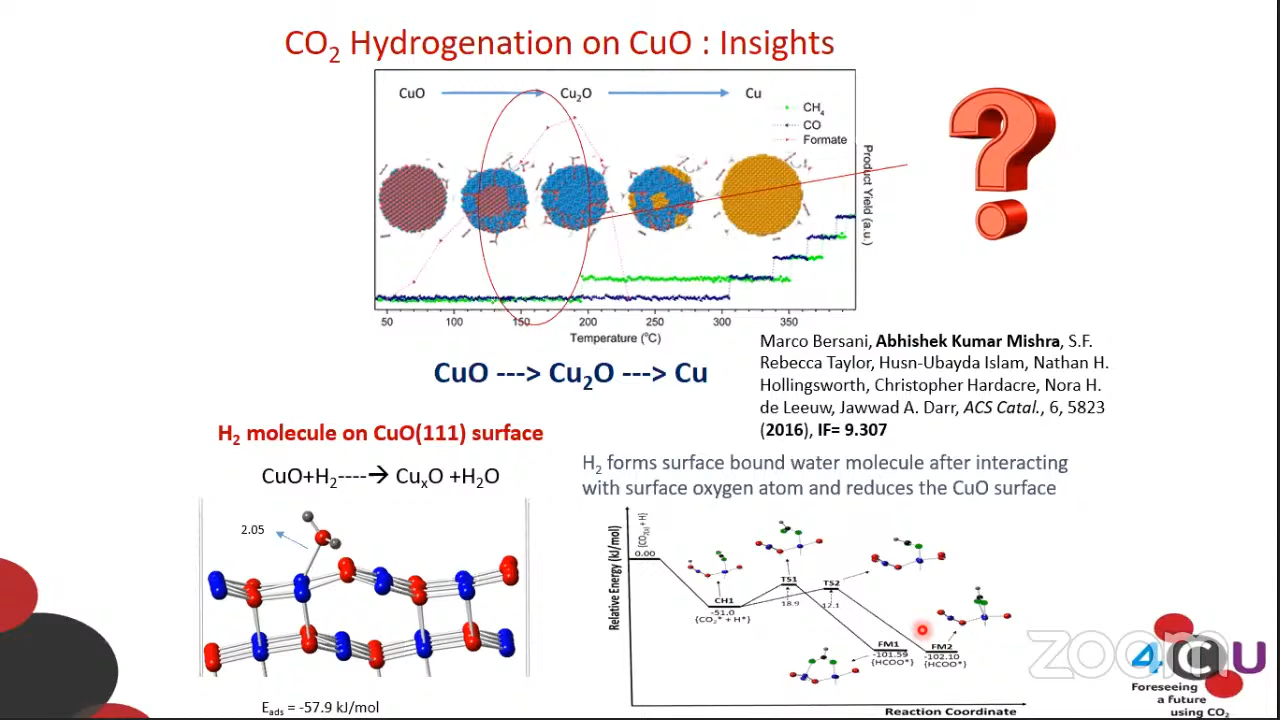 CO₂ Hydrogenation on CuO : Insights
CuO
Cu₂O
Cu
CH₄
CO
Formate
Product Yield (a.u.)
50 100 150 200 250 300 350
Temperature (°C)
CuO ---> Cu₂O ---> Cu
Marco Bersani, Abhishek Kumar Mishra, S.F.
Rebecca Taylor, Husn-Ubayda Islam, Nathan H.
Hollingsworth, Christopher Hardacre, Nora H.
de Leeuw, Jawwad A. Darr, ACS Catal., 6, 5823
(2016), IF= 9.307
H₂ molecule on CuO(111) surface
CuO+H₂----→ CuₓO +H₂O
2.05
Eads = -57.9 kJ/mol
H₂ forms surface bound water molecule after interacting
with surface oxygen atom and reduces the CuO surface
Relative Energy (kJ/mol)
0.00
CH1
-51.0
{CO₂* + H*}
TS1
18.9
TS2
12.1
FM1
-101.59
{HCOO*}
FM2
-102.10
{HCOO*}
Reaction Coordinate
zoom
4CU
Foreseeing
a future
using CO₂